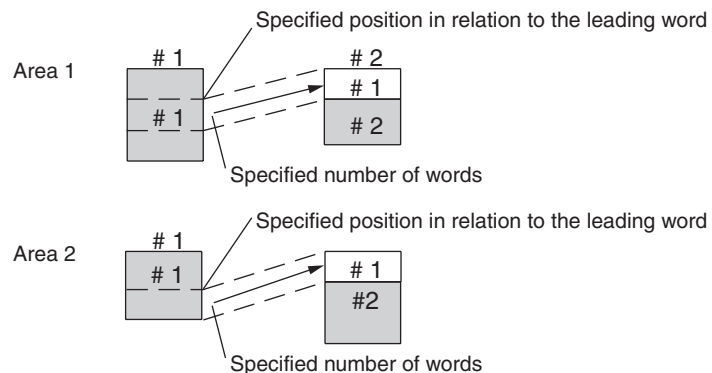 Specified position in relation to the leading word
Area 1
# 1
# 2
# 1
# 1
# 2
Specified number of words
Specified position in relation to the leading word
Area 2
# 1
# 1
# 1
#2
Specified number of words